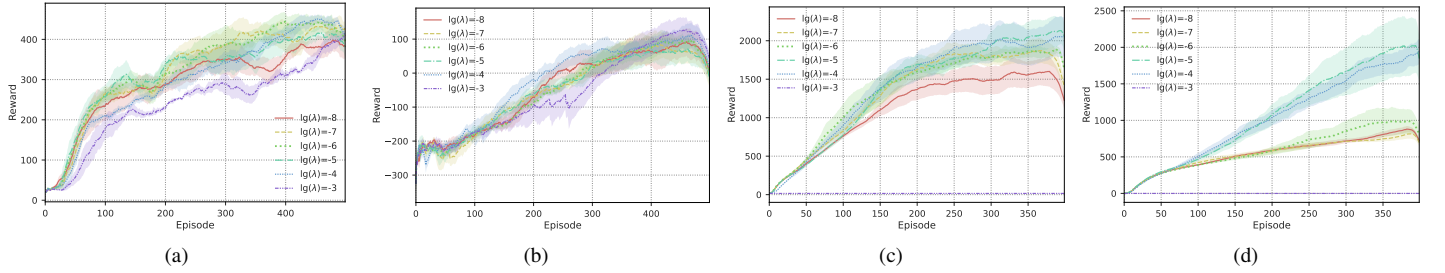 400
300
200
100
0
Reward
0
100
200
300
400
Episode
lg(λ)=-8
lg(λ)=-7
lg(λ)=-6
lg(λ)=-5
lg(λ)=-4
lg(λ)=-3
(a)
100
0
−100
−200
−300
Reward
0
100
200
300
400
500
Episode
lg(λ)=-8
lg(λ)=-7
lg(λ)=-6
lg(λ)=-5
lg(λ)=-4
lg(λ)=-3
(b)
2000
1500
1000
500
0
Reward
0
50
100
150
200
250
300
350
Episode
lg(λ)=-8
lg(λ)=-7
lg(λ)=-6
lg(λ)=-5
lg(λ)=-4
lg(λ)=-3
(c)
2500
2000
1500
1000
500
0
Reward
0
50
100
150
200
250
300
350
Episode
lg(λ)=-8
lg(λ)=-7
lg(λ)=-6
lg(λ)=-5
lg(λ)=-4
lg(λ)=-3
(d)